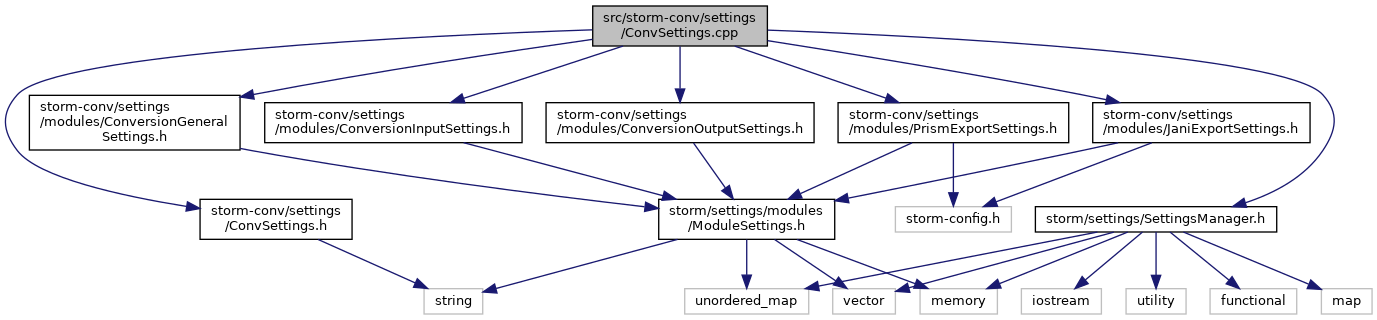 src/storm-conv/settings
/ConvSettings.cpp
storm-conv/settings
/modules/ConversionGeneral
Settings.h
storm-conv/settings
/modules/ConversionInputSettings.h
storm-conv/settings
/modules/ConversionOutputSettings.h
storm-conv/settings
/modules/PrismExportSettings.h
storm-conv/settings
/modules/JaniExportSettings.h
storm-conv/settings
/ConvSettings.h
storm/settings/modules
/ModuleSettings.h
storm-config.h
storm/settings/SettingsManager.h
string
unordered_map
vector
memory
iostream
utility
functional
map